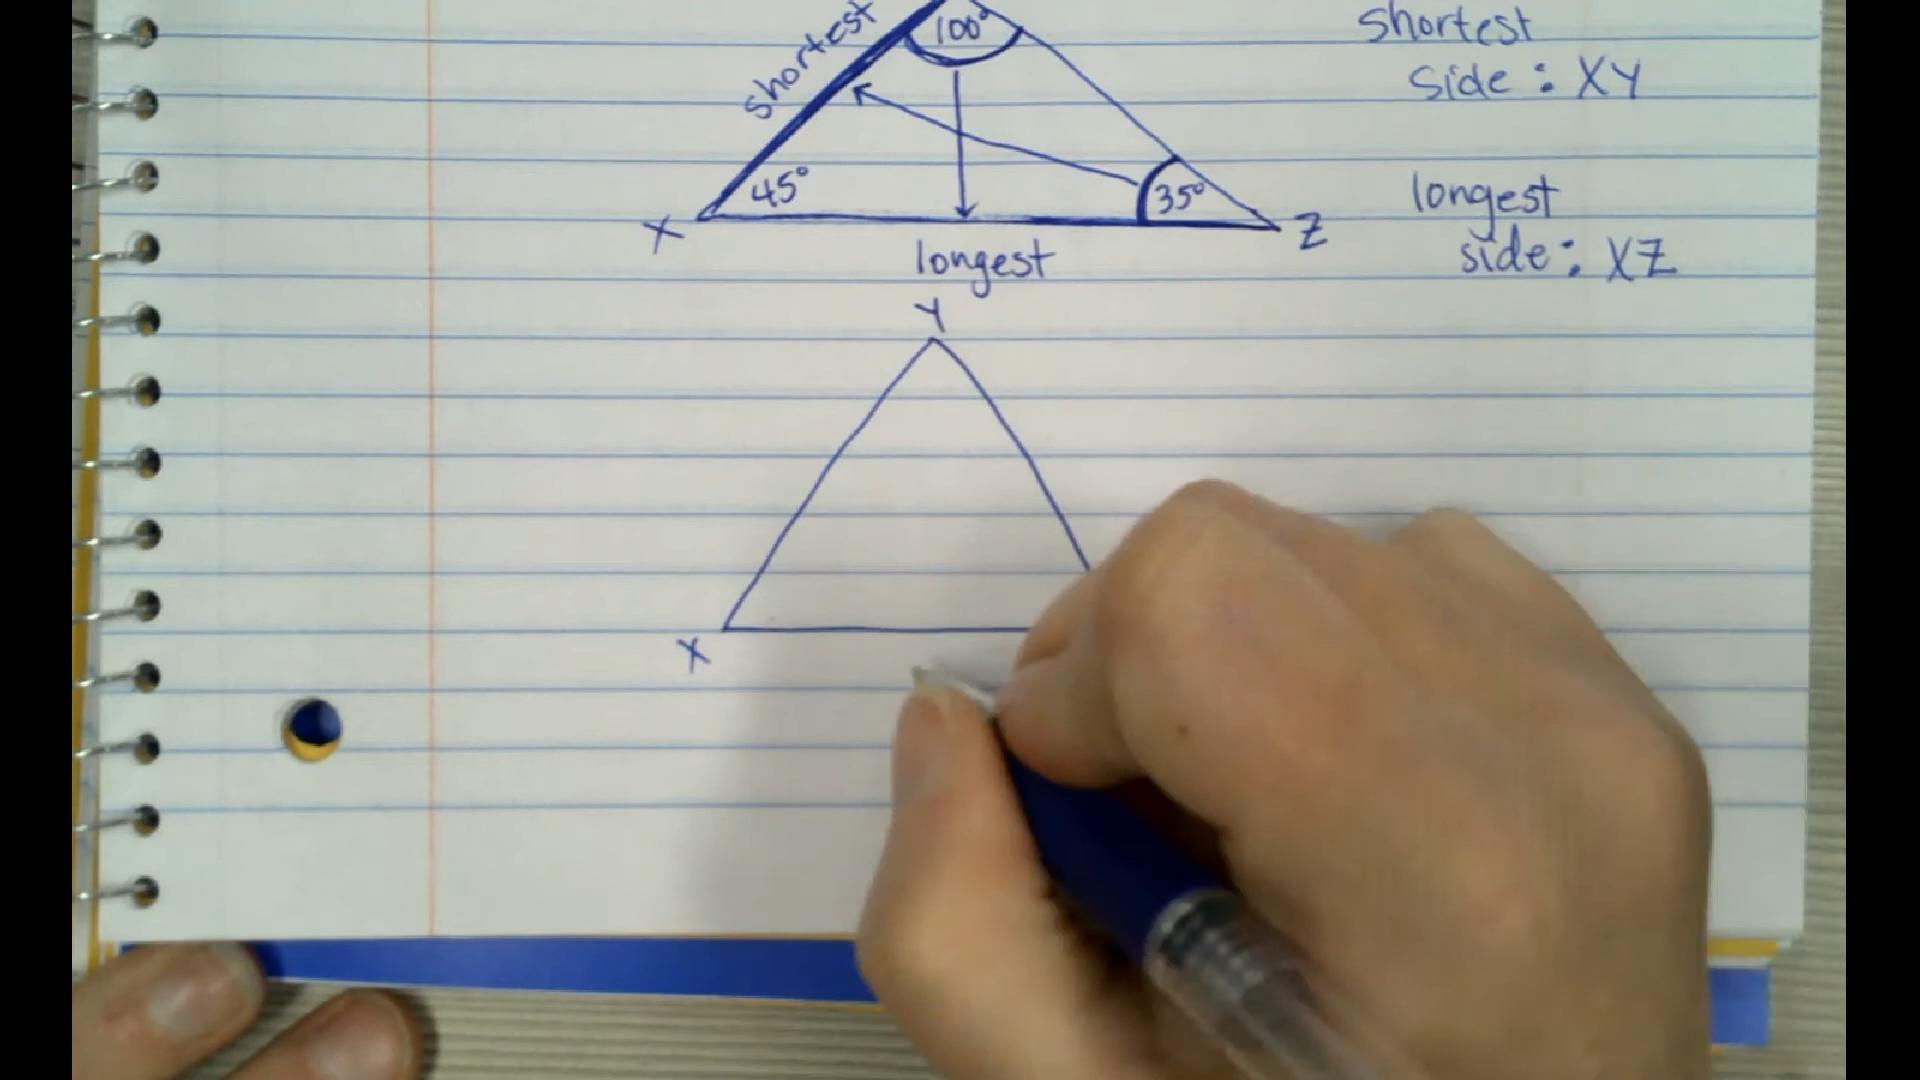 shortest
100°
45°
35°
X
Z
longest
shortest
side: XY
longest
side: XZ
Y
X